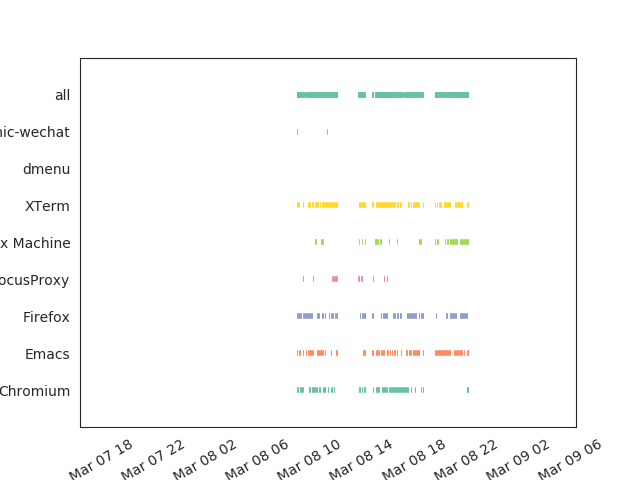 all
nic-wechat
dmenu
XTerm
x Machine
ocusProxy
Firefox
Emacs
Chromium
Mar 07 18
Mar 07 22
Mar 08 02
Mar 08 06
Mar 08 10
Mar 08 14
Mar 08 18
Mar 08 22
Mar 09 02
Mar 09 06